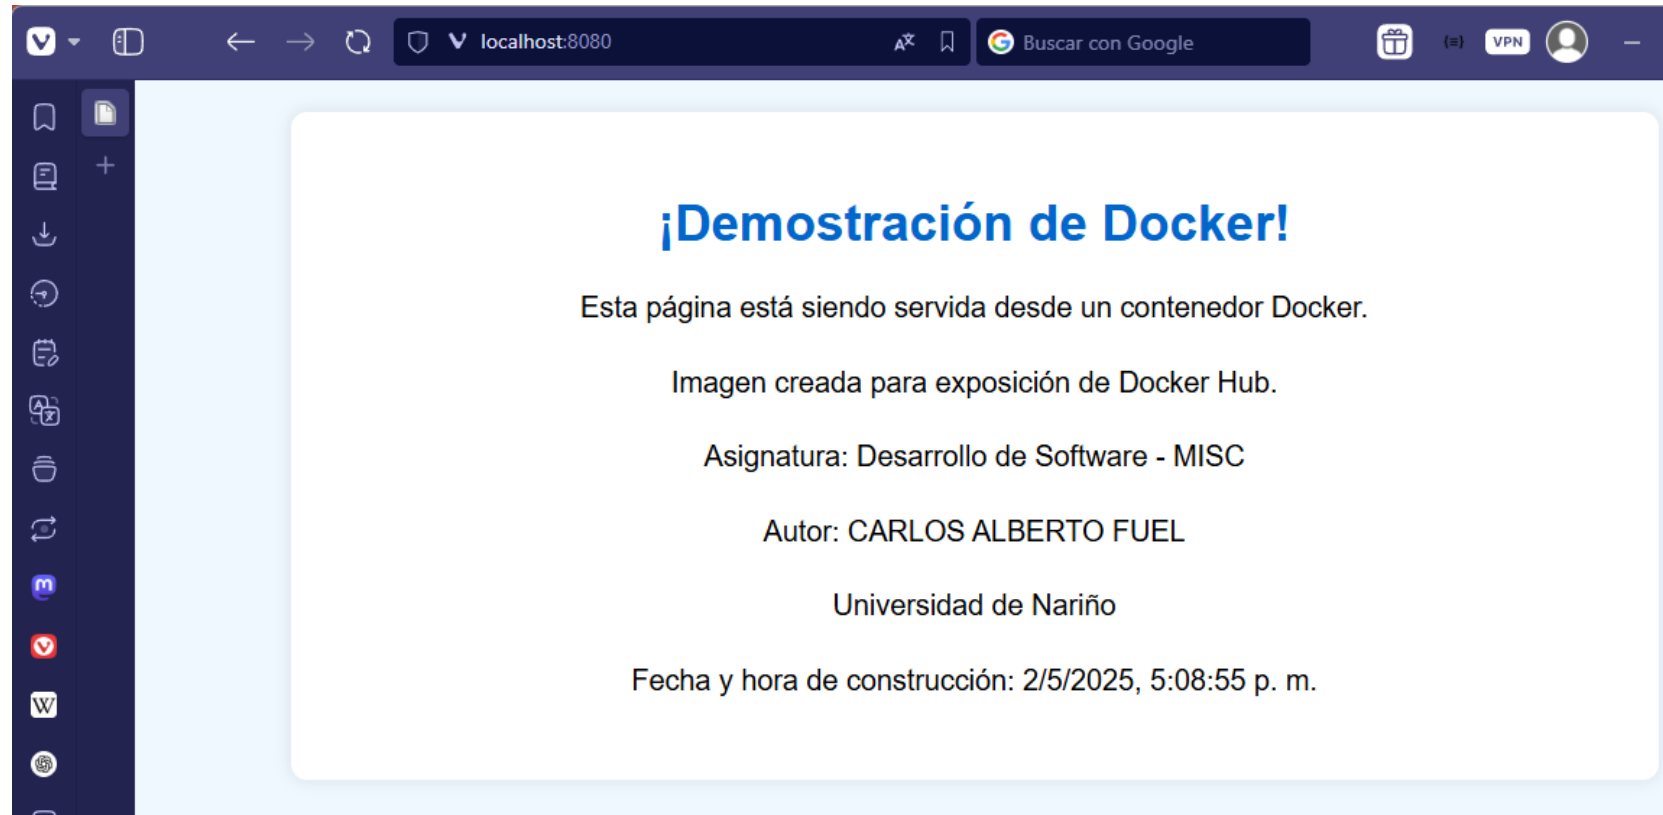 localhost:8080
Buscar con Google
VPN
¡Demostración de Docker!
Esta página está siendo servida desde un contenedor Docker.
Imagen creada para exposición de Docker Hub.
Asignatura: Desarrollo de Software - MISC
Autor: CARLOS ALBERTO FUEL
Universidad de Nariño
Fecha y hora de construcción: 2/5/2025, 5:08:55 p. m.